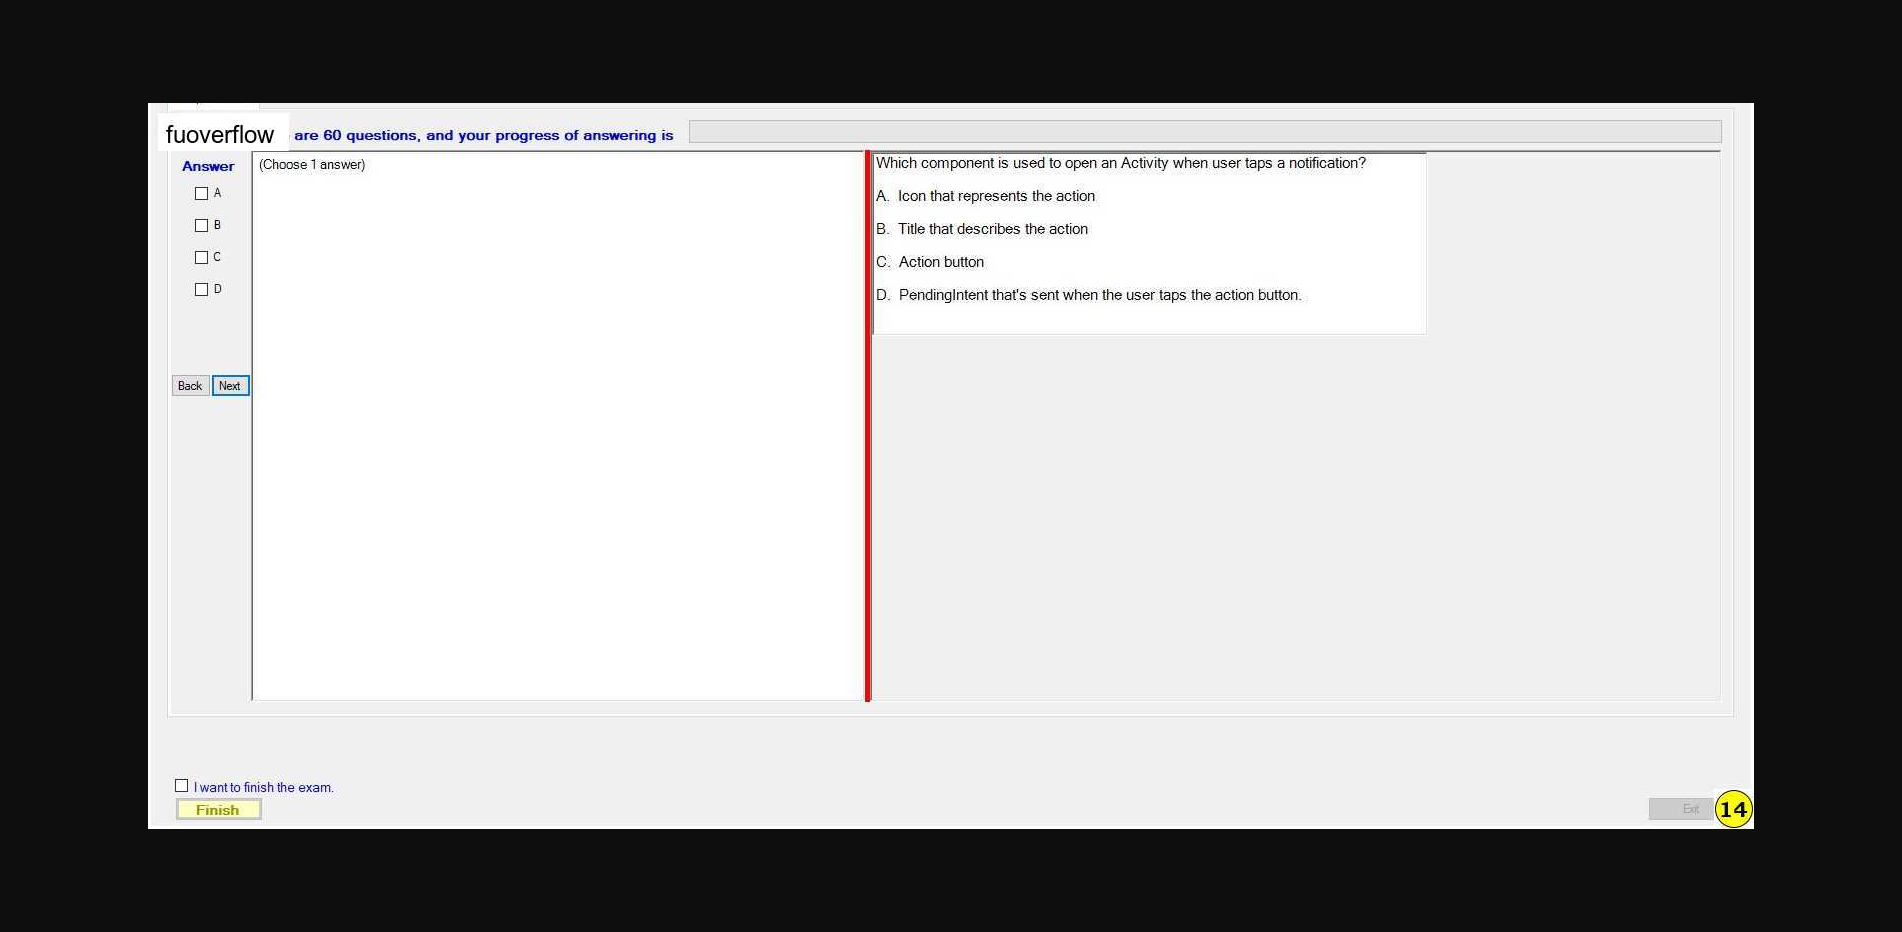 fuoverflow are 60 questions, and your progress of answering is
Answer
A
B
C
D
Back Next
(Choose 1 answer)
Which component is used to open an Activity when user taps a notification?
A. Icon that represents the action
B. Title that describes the action
C. Action button
D. PendingIntent that's sent when the user taps the action button.
I want to finish the exam.
Finish
Exit
14